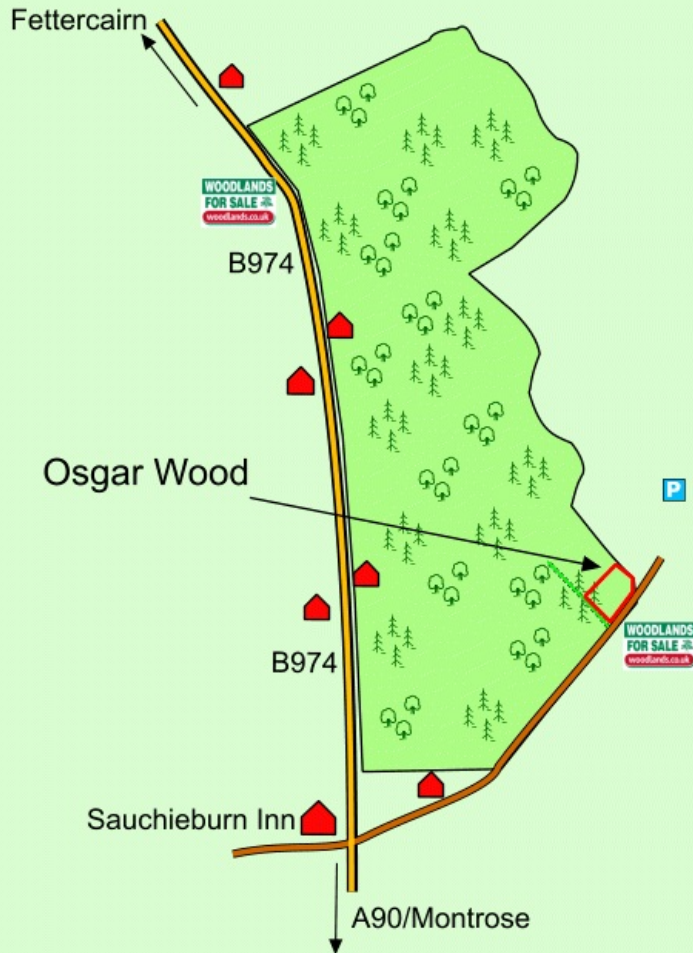 Fettercairn
WOODLANDS
FOR SALE
woodlands.co.uk
B974
Osgar Wood
P
WOODLANDS
FOR SALE
woodlands.co.uk
B974
Sauchieburn Inn
A90/Montrose